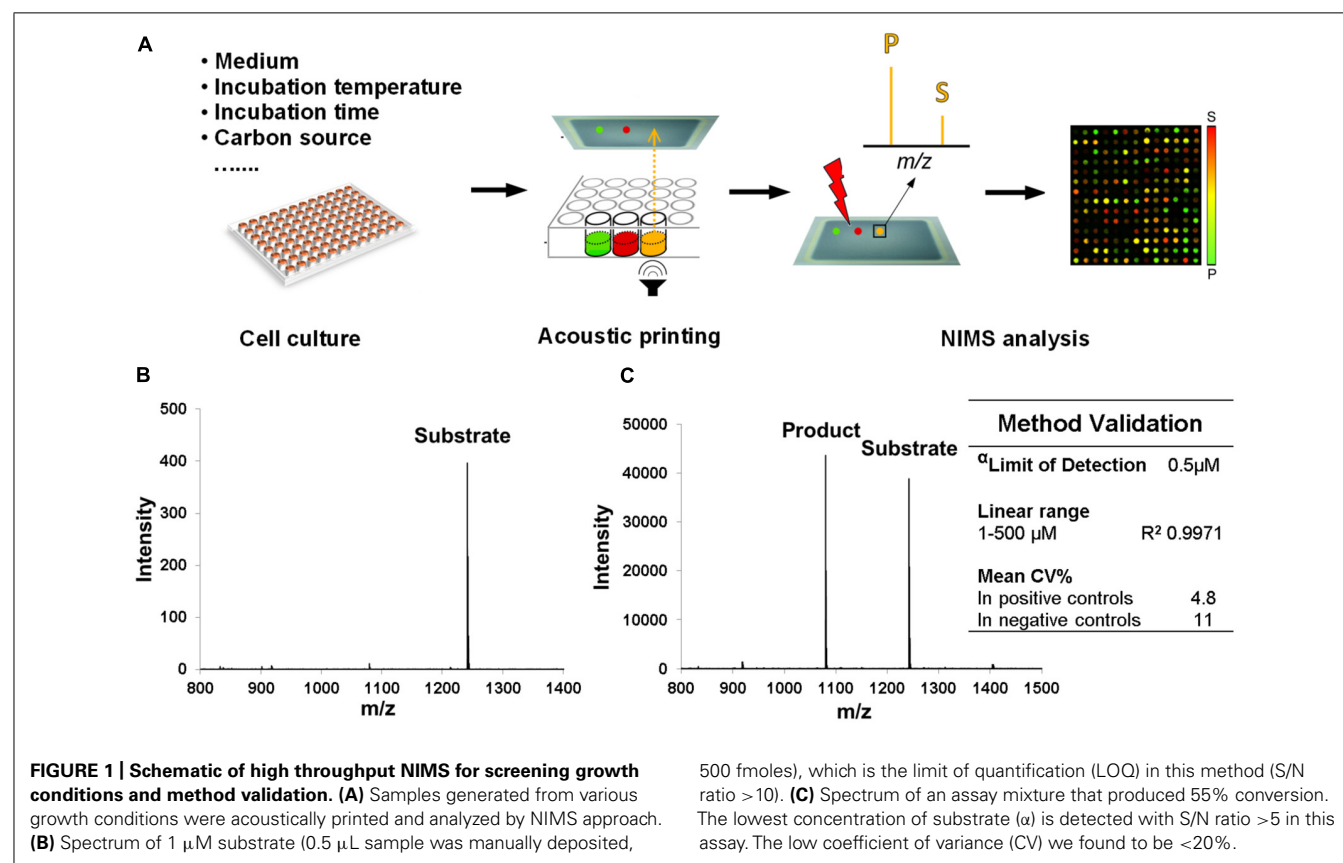 A
• Medium
• Incubation temperature
• Incubation time
• Carbon source
.......
P
S
m/z
S
P
Cell culture
Acoustic printing
NIMS analysis
B
500
400
300
200
100
0
Intensity
Substrate
800 900 1000 1100 1200 1300 1400
m/z
C
50000
40000
30000
20000
10000
0
Intensity
Product
Substrate
800 900 1000 1100 1200 1300 1400 1500
m/z
Method Validation
αLimit of Detection 0.5µM
Linear range
1-500 µM R² 0.9971
Mean CV%
In positive controls 4.8
In negative controls 11
FIGURE 1 | Schematic of high throughput NIMS for screening growth
conditions and method validation. (A) Samples generated from various
growth conditions were acoustically printed and analyzed by NIMS approach.
(B) Spectrum of 1 µM substrate (0.5 µL sample was manually deposited,
500 fmoles), which is the limit of quantification (LOQ) in this method (S/N
ratio >10). (C) Spectrum of an assay mixture that produced 55% conversion.
The lowest concentration of substrate (α) is detected with S/N ratio >5 in this
assay. The low coefficient of variance (CV) we found to be <20%.